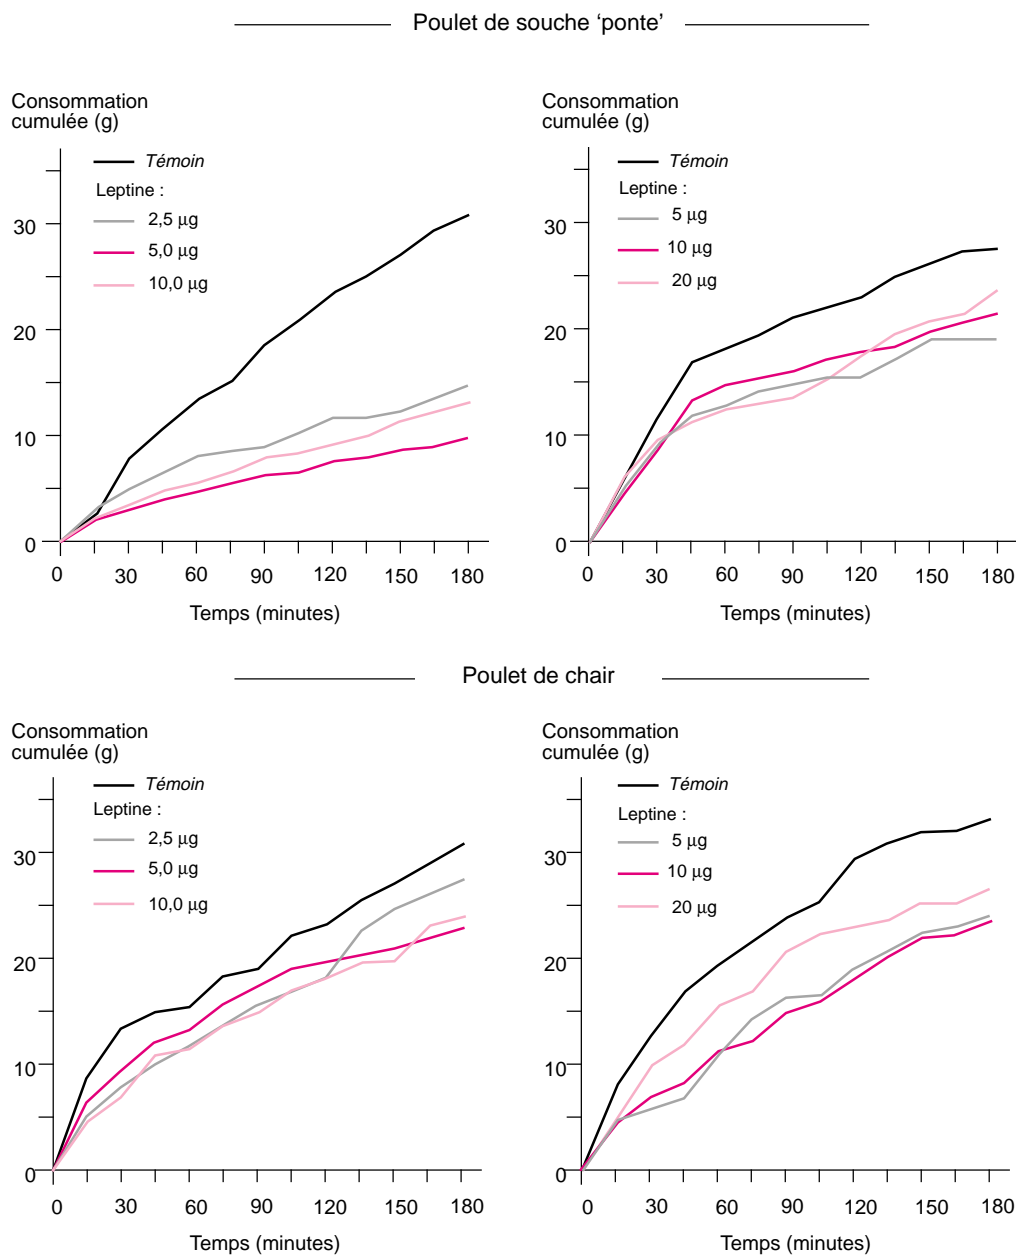 Poulet de souche ‘ponte’
Consommation
cumulée (g)
Témoin
Leptine :
2,5 µg
5,0 µg
10,0 µg
30
20
10
0
0 30 60 90 120 150 180
Temps (minutes)
Consommation
cumulée (g)
Témoin
Leptine :
5 µg
10 µg
20 µg
30
20
10
0
0 30 60 90 120 150 180
Temps (minutes)
Poulet de chair
Consommation
cumulée (g)
Témoin
Leptine :
2,5 µg
5,0 µg
10,0 µg
30
20
10
0
0 30 60 90 120 150 180
Temps (minutes)
Consommation
cumulée (g)
Témoin
Leptine :
5 µg
10 µg
20 µg
30
20
10
0
0 30 60 90 120 150 180
Temps (minutes)